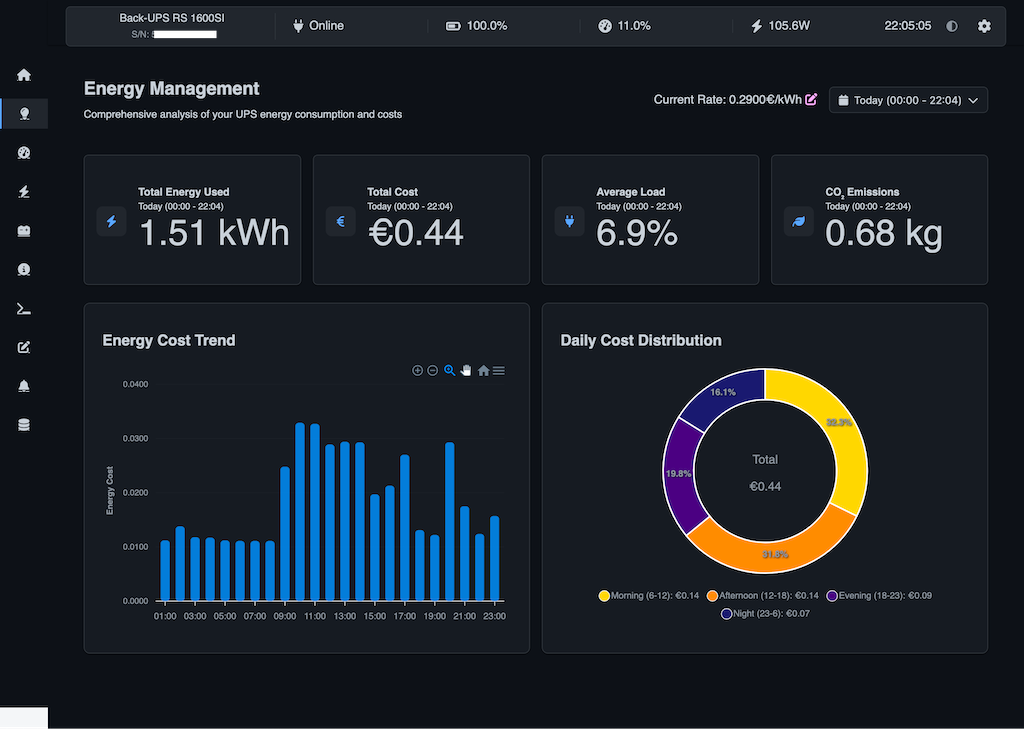 Back-UPS RS 1600SI
S/N:
Online
100.0%
11.0%
105.6W
22:05:05
Energy Management
Comprehensive analysis of your UPS energy consumption and costs
Current Rate: 0.2900€/kWh
Today (00:00 - 22:04)
Total Energy Used
Today (00:00 - 22:04)
1.51 kWh
Total Cost
Today (00:00 - 22:04)
€0.44
Average Load
Today (00:00 - 22:04)
6.9%
CO₂ Emissions
Today (00:00 - 22:04)
0.68 kg
Energy Cost Trend
0.0400
0.0300
0.0200
0.0100
0.0000
Energy Cost
01:00 03:00 05:00 07:00 09:00 11:00 13:00 15:00 17:00 19:00 21:00 23:00
Daily Cost Distribution
16.1%
32.3%
19.8%
31.8%
Total
€0.44
Morning (6-12): €0.14 Afternoon (12-18): €0.14 Evening (18-23): €0.09
Night (23-6): €0.07